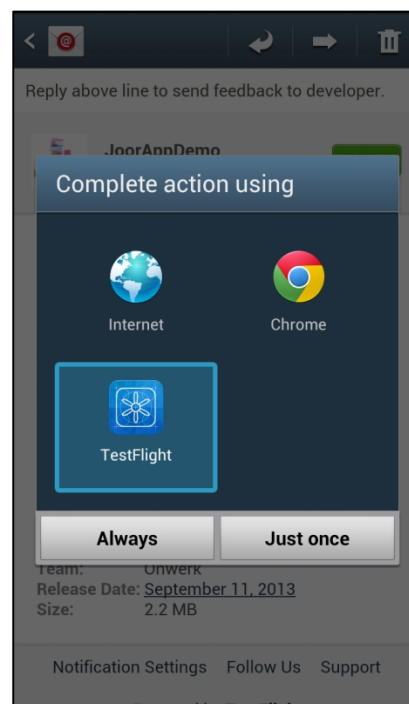 Reply above line to send feedback to developer.
JoorAppDemo
Complete action using
Internet
Chrome
TestFlight
Always
Just once
Team: Unwerk
Release Date: September 11, 2013
Size: 2.2 MB
Notification Settings Follow Us Support